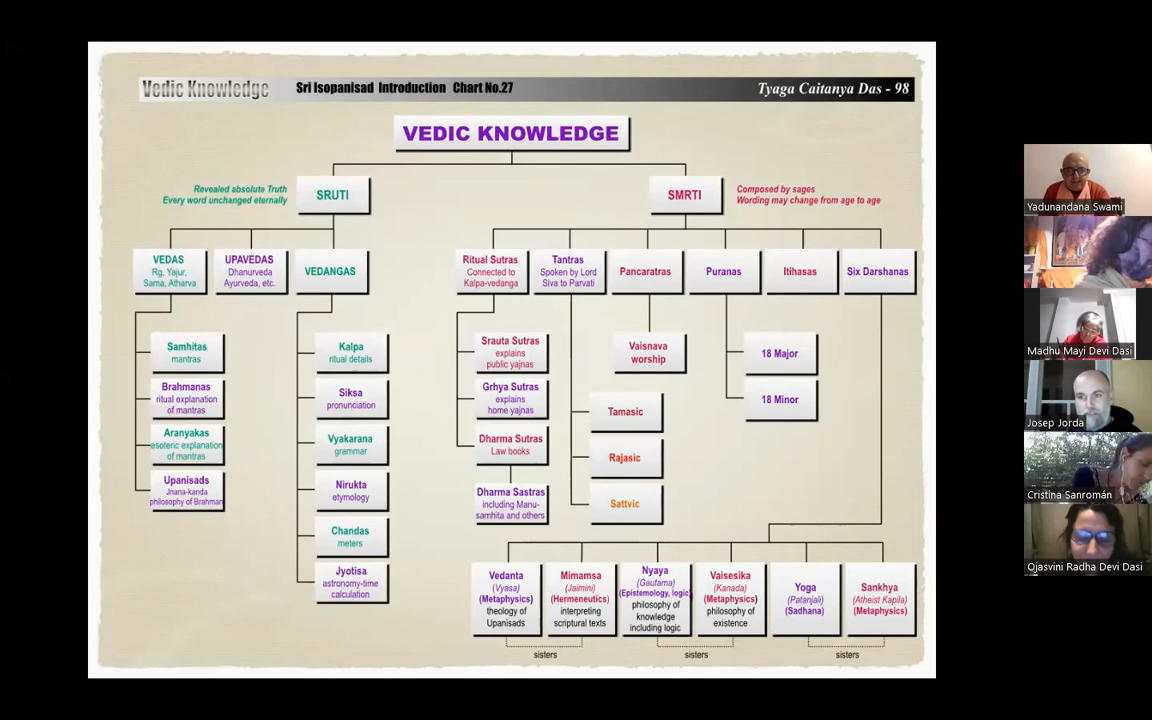 Vedic Knowledge
Sri Isopanisad Introduction Chart No.27
Tyaga Caitanya Das - 98
VEDIC KNOWLEDGE
Revealed absolute Truth
Every word unchanged eternally
SRUTI
SMRTI
Composed by sages
Wording may change from age to age
VEDAS
Rg, Yajur,
Sama, Atharva
UPAVEDAS
Dhanurveda
Ayurveda, etc.
VEDANGAS
Ritual Sutras
Connected to
Kalpa-vedanga
Tantras
Spoken by Lord
Siva to Parvati
Pancaratras
Puranas
Itihasas
Six Darshanas
Samhitas
mantras
Brahmanas
ritual explanation
of mantras
Aranyakas
esoteric explanation
of mantras
Upanisads
Jnana-kanda
philosophy of Brahman
Kalpa
ritual details
Siksa
pronunciation
Vyakarana
grammar
Nirukta
etymology
Chandas
meters
Jyotisa
astronomy-time
calculation
Srauta Sutras
explains
public yajnas
Grhya Sutras
explains
home yajnas
Dharma Sutras
Law books
Dharma Sastras
including Manu-
samhita and others
Tamasic
Rajasic
Sattvic
Vaisnava
worship
18 Major
18 Minor
Vedanta
(Vyasa)
(Metaphysics)
theology of
Upanisads
Mimamsa
(Jaimini)
(Hermeneutics)
interpreting
scriptural texts
Nyaya
(Gautama)
(Epistemology, logic)
philosophy of
knowledge
including logic
Vaisesika
(Kanada)
(Metaphysics)
philosophy of
existence
Yoga
(Patanjali)
(Sadhana)
Sankhya
(Atheist Kapila)
(Metaphysics)
sisters
sisters
sisters
Yadunandana Swami
Madhu Mayi Devi Dasi
Josep Jorda
Cristina Sanromán
Ojasvini Radha Devi Dasi